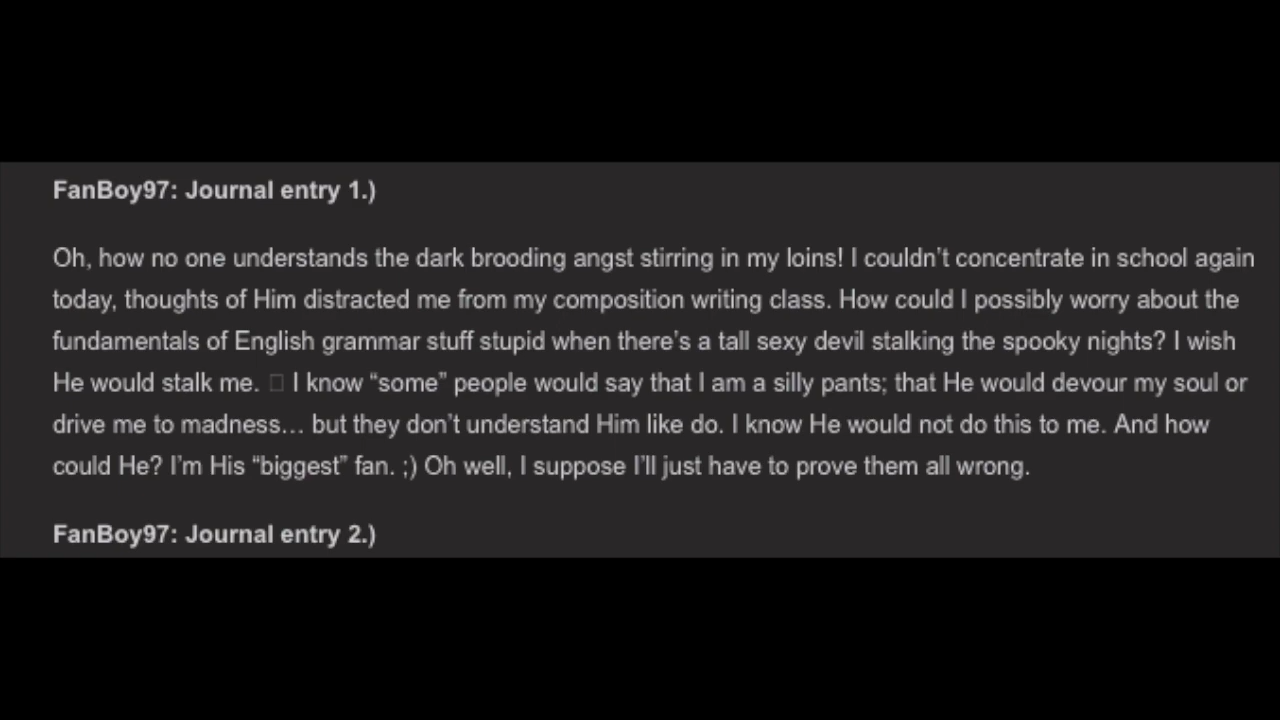 FanBoy97: Journal entry 1.)
Oh, how no one understands the dark brooding angst stirring in my loins! I couldn’t concentrate in school again
today, thoughts of Him distracted me from my composition writing class. How could I possibly worry about the
fundamentals of English grammar stuff stupid when there’s a tall sexy devil stalking the spooky nights? I wish
He would stalk me. I know “some” people would say that I am a silly pants; that He would devour my soul or
drive me to madness… but they don’t understand Him like do. I know He would not do this to me. And how
could He? I’m His “biggest” fan. ;) Oh well, I suppose I’ll just have to prove them all wrong.
FanBoy97: Journal entry 2.)